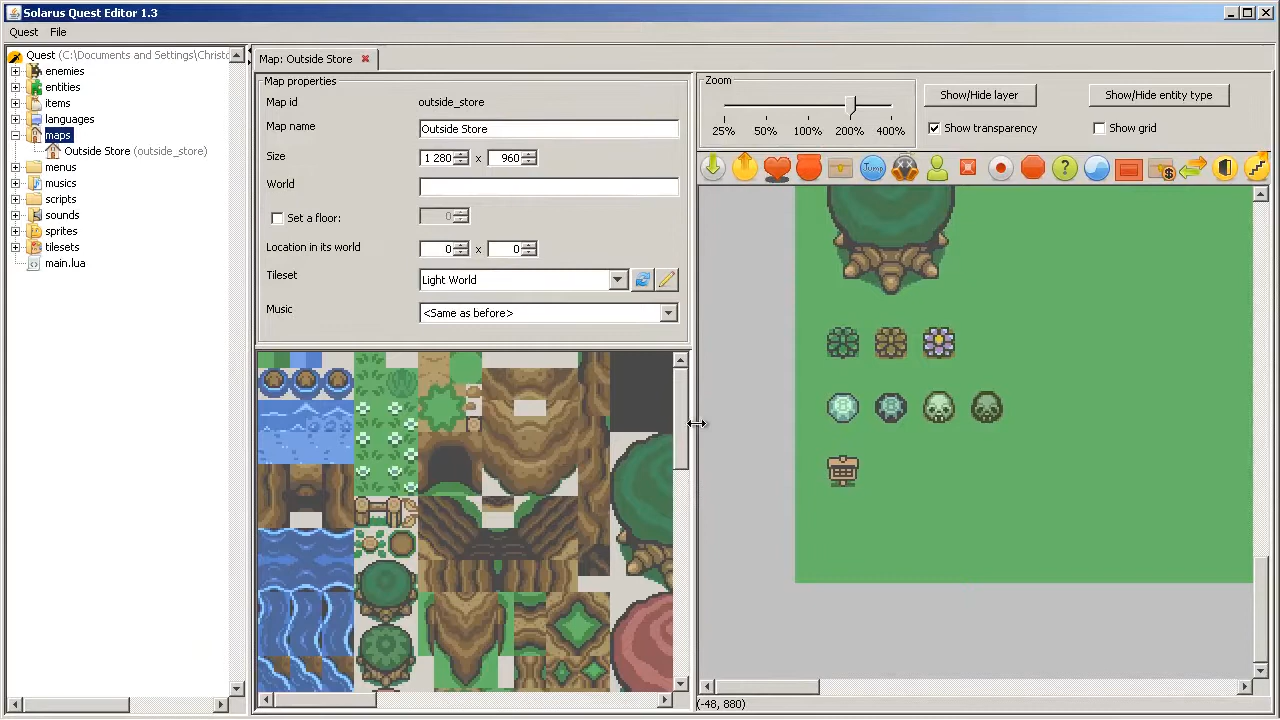 Solarus Quest Editor 1.3
Quest File
Quest (C:\Documents and Settings\Christo
enemies
entities
items
languages
maps
Outside Store (outside_store)
menus
musics
scripts
sounds
sprites
tilesets
main.lua
Map: Outside Store
Map properties
Map id outside_store
Map name Outside Store
Size 1 280 x 960
World
Set a floor: 0
Location in its world 0 x 0
Tileset Light World
Music <Same as before>
Zoom
25% 50% 100% 200% 400%
Show/Hide layer
Show/Hide entity type
Show transparency
Show grid
Jump
?
$
(-48, 880)